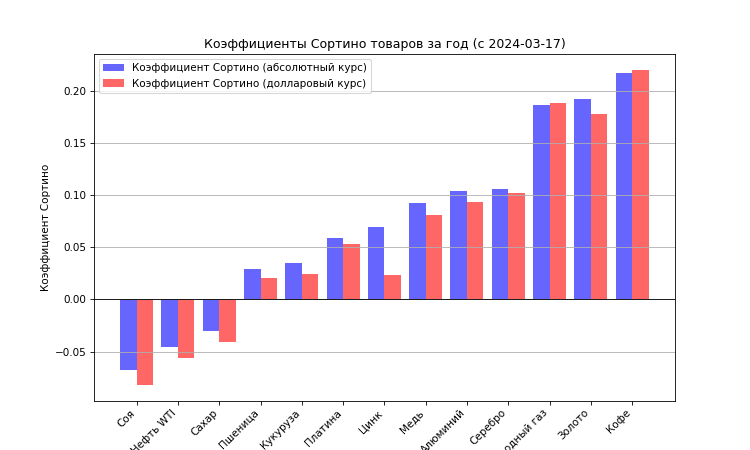 Коэффициенты Сортино товаров за год (с 2024-03-17)
Коэффициент Сортино (абсолютный курс)
Коэффициент Сортино (долларовый курс)
Коэффициент Сортино
0.20
0.15
0.10
0.05
0.00
−0.05
Соя
Нефть WTI
Сахар
Пшеница
Кукуруза
Платина
Цинк
Медь
Алюминий
Серебро
газ
Золото
Кофе